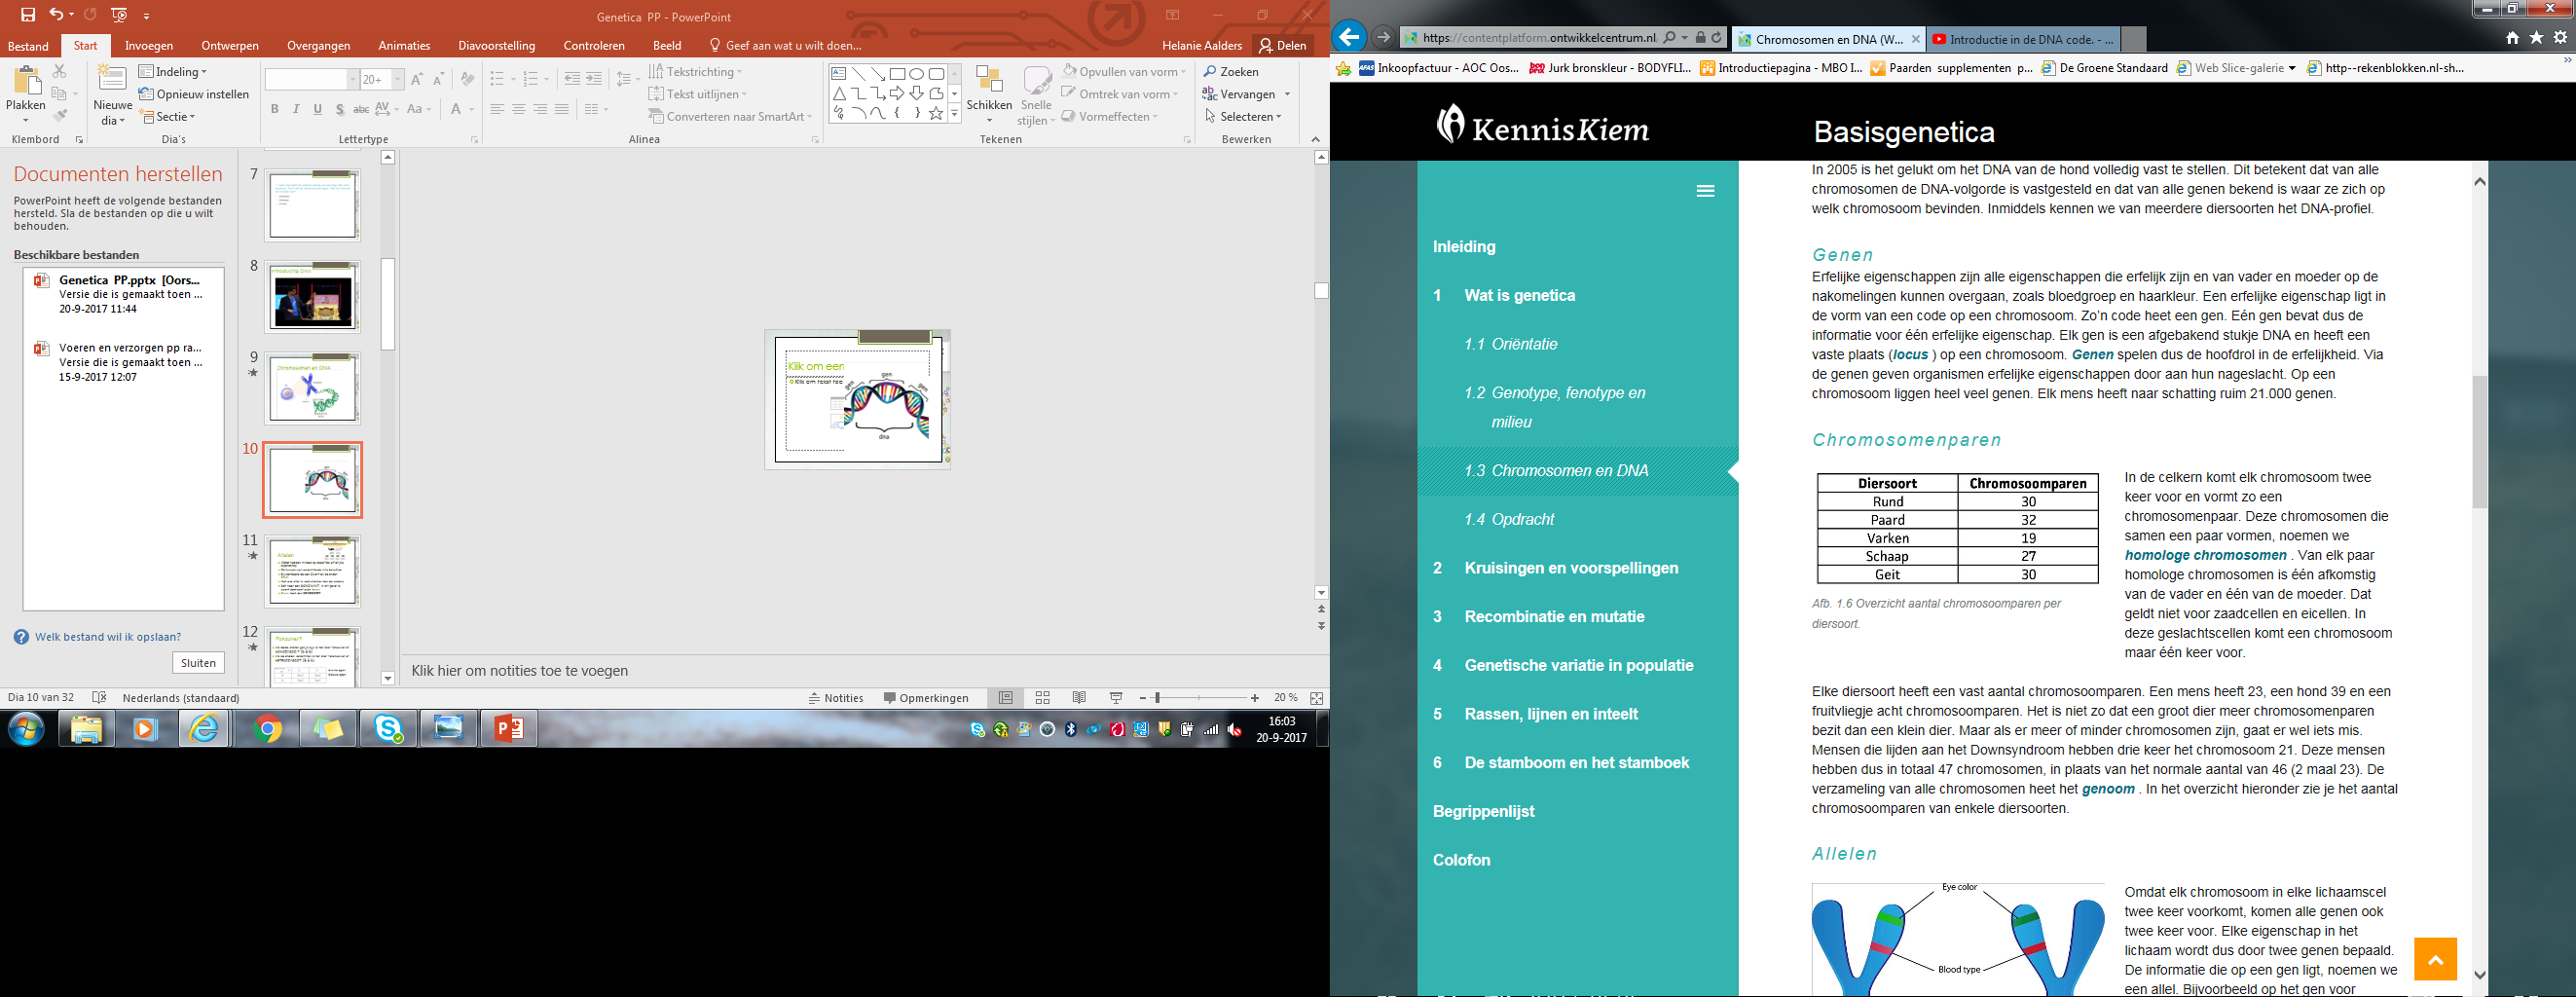 Genetica PP - PowerPoint
Bestand Start Invoegen Ontwerpen Overgangen Animaties Diavoorstelling Controleren Beeld Geef aan wat u wilt doen... Helanie Aalders Delen
Plakken
Klembord
Nieuwe dia
Indeling
Opnieuw instellen
Sectie
Dia's
20+
B I U S abc AV Aa A
Lettertype
Tekstrichting
Tekst uitlijnen
Converteren naar SmartArt
Alinea
Schikken
Snelle stijlen
Opvullen van vorm
Omtrek van vorm
Vormeffecten
Tekenen
Zoeken
Vervangen
Selecteren
Bewerken
Documenten herstellen
PowerPoint heeft de volgende bestanden
hersteld. Sla de bestanden op die u wilt
behouden.
Beschikbare bestanden
Genetica PP.pptx [Oors...
Versie die is gemaakt toen ...
20-9-2017 11:44
Voeren en verzorgen pp ra...
Versie die is gemaakt toen ...
15-9-2017 12:07
Welk bestand wil ik opslaan?
Sluiten
7
8
9
Chromosomen en DNA
10
11
Allelen
12
Klik om een
Klik om tekst toe
gen
gen
gen
dna
Klik hier om notities toe te voegen
Dia 10 van 32 Nederlands (standaard) Notities Opmerkingen 20 %
16:03
20-9-2017
https://contentplatform.ontwikkelcentrum.nl
Chromosomen en DNA (W...
Introductie in de DNA code. - ...
Inkoopfactuur - AOC Oos... Jurk bronskleur - BODYFLI... Introductiepagina - MBO I... Paarden supplementen p... De Groene Standaard Web Slice-galerie http--rekenblokken.nl-sh...
KennisKiem
Basisgenetica
Inleiding
1 Wat is genetica
1.1 Oriëntatie
1.2 Genotype, fenotype en
milieu
1.3 Chromosomen en DNA
1.4 Opdracht
2 Kruisingen en voorspellingen
3 Recombinatie en mutatie
4 Genetische variatie in populatie
5 Rassen, lijnen en inteelt
6 De stamboom en het stamboek
Begrippenlijst
Colofon
In 2005 is het gelukt om het DNA van de hond volledig vast te stellen. Dit betekent dat van alle
chromosomen de DNA-volgorde is vastgesteld en dat van alle genen bekend is waar ze zich op
welk chromosoom bevinden. Inmiddels kennen we van meerdere diersoorten het DNA-profiel.
Genen
Erfelijke eigenschappen zijn alle eigenschappen die erfelijk zijn en van vader en moeder op de
nakomelingen kunnen overgaan, zoals bloedgroep en haarkleur. Een erfelijke eigenschap ligt in
de vorm van een code op een chromosoom. Zo'n code heet een gen. Eén gen bevat dus de
informatie voor één erfelijke eigenschap. Elk gen is een afgebakend stukje DNA en heeft een
vaste plaats (locus ) op een chromosoom. Genen spelen dus de hoofdrol in de erfelijkheid. Via
de genen geven organismen erfelijke eigenschappen door aan hun nageslacht. Op een
chromosoom liggen heel veel genen. Elk mens heeft naar schatting ruim 21.000 genen.
Chromosomenparen
Diersoort Chromosoomparen
Rund 30
Paard 32
Varken 19
Schaap 27
Geit 30
Afb. 1.6 Overzicht aantal chromosoomparen per
diersoort.
In de celkern komt elk chromosoom twee
keer voor en vormt zo een
chromosomenpaar. Deze chromosomen die
samen een paar vormen, noemen we
homologe chromosomen . Van elk paar
homologe chromosomen is één afkomstig
van de vader en één van de moeder. Dat
geldt niet voor zaadcellen en eicellen. In
deze geslachtscellen komt een chromosoom
maar één keer voor.
Elke diersoort heeft een vast aantal chromosoomparen. Een mens heeft 23, een hond 39 en een
fruitvliegje acht chromosoomparen. Het is niet zo dat een groot dier meer chromosomenparen
bezit dan een klein dier. Maar als er meer of minder chromosomen zijn, gaat er wel iets mis.
Mensen die lijden aan het Downsyndroom hebben drie keer het chromosoom 21. Deze mensen
hebben dus in totaal 47 chromosomen, in plaats van het normale aantal van 46 (2 maal 23). De
verzameling van alle chromosomen heet het genoom . In het overzicht hieronder zie je het aantal
chromosoomparen van enkele diersoorten.
Allelen
Eye color
Blood type
Omdat elk chromosoom in elke lichaamscel
twee keer voorkomt, komen alle genen ook
twee keer voor. Elke eigenschap in het
lichaam wordt dus door twee genen bepaald.
De informatie die op een gen ligt, noemen we
een allel. Bijvoorbeeld op het gen voor